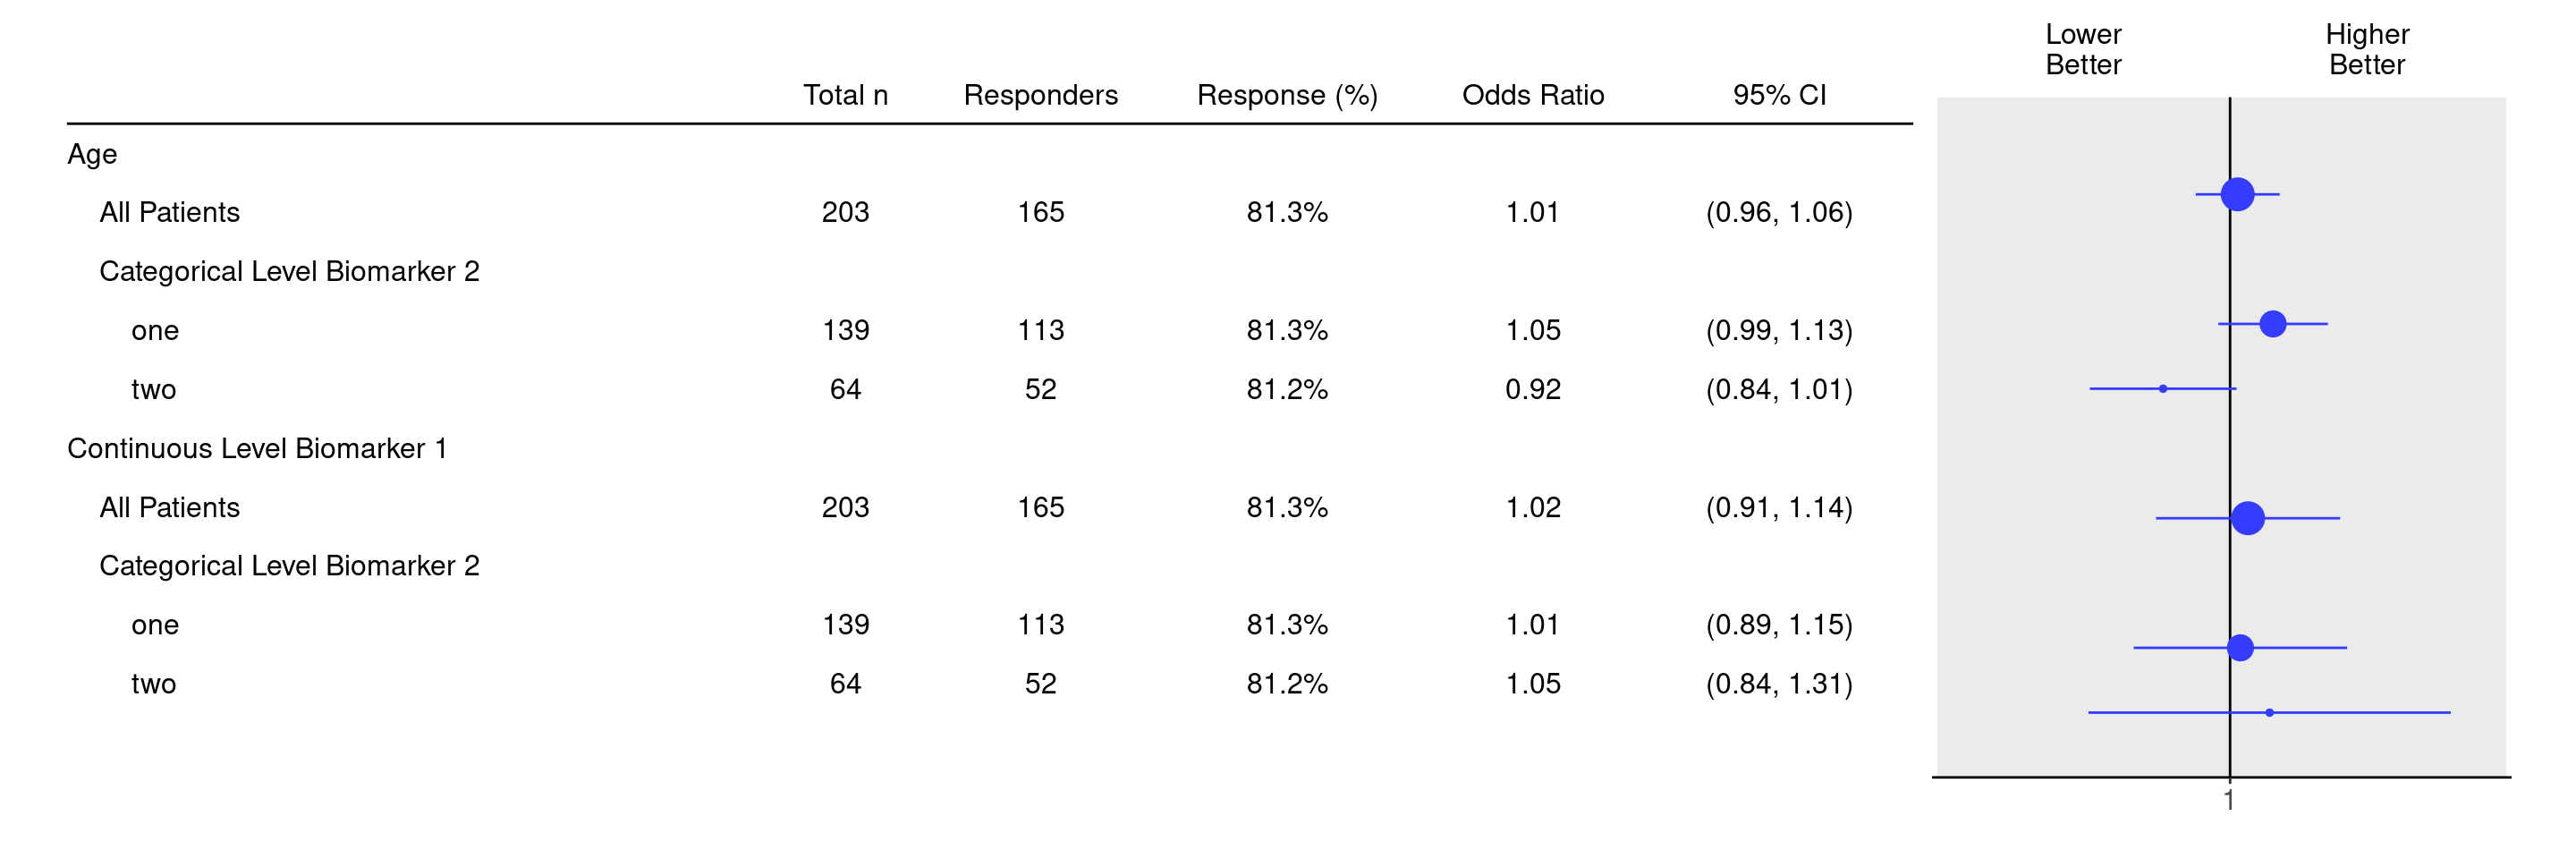 Lower Higher
Better Better
Total n Responders Response (%) Odds Ratio 95% CI
Age
All Patients 203 165 81.3% 1.01 (0.96, 1.06)
Categorical Level Biomarker 2
one 139 113 81.3% 1.05 (0.99, 1.13)
two 64 52 81.2% 0.92 (0.84, 1.01)
Continuous Level Biomarker 1
All Patients 203 165 81.3% 1.02 (0.91, 1.14)
Categorical Level Biomarker 2
one 139 113 81.3% 1.01 (0.89, 1.15)
two 64 52 81.2% 1.05 (0.84, 1.31)
1